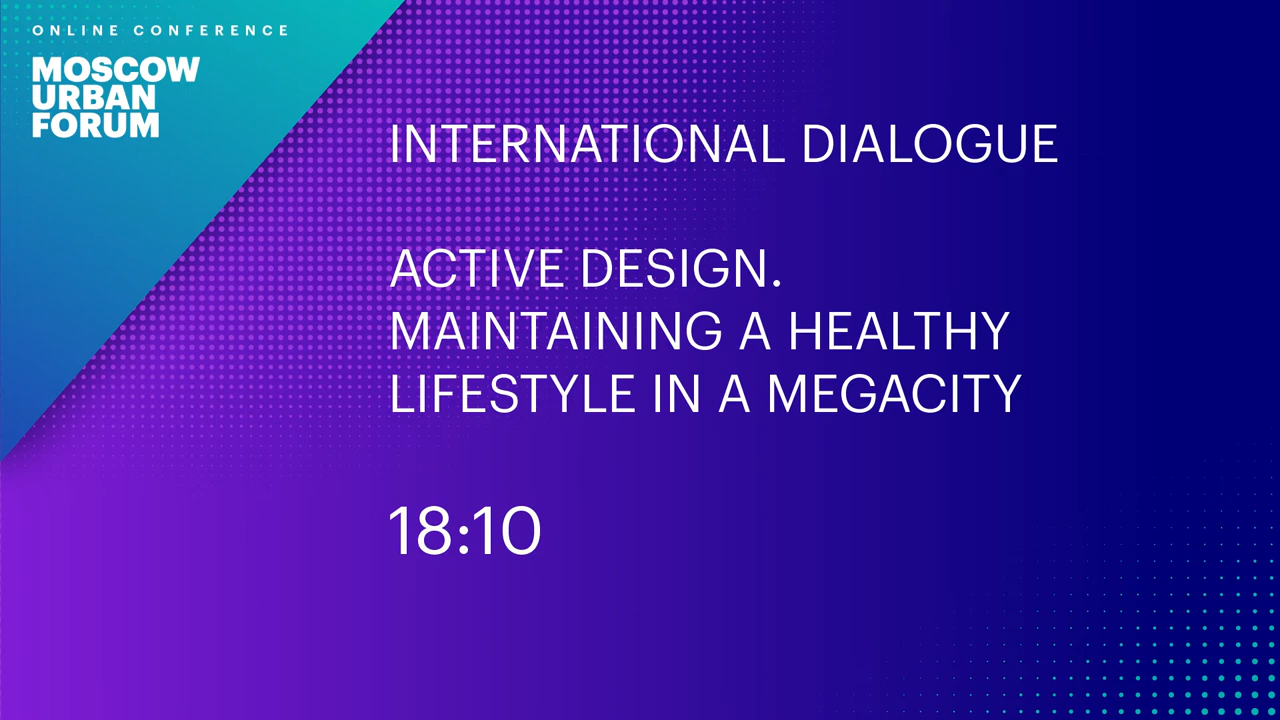 ONLINE CONFERENCE
MOSCOW
URBAN
FORUM
INTERNATIONAL DIALOGUE
ACTIVE DESIGN.
MAINTAINING A HEALTHY
LIFESTYLE IN A MEGACITY
18:10